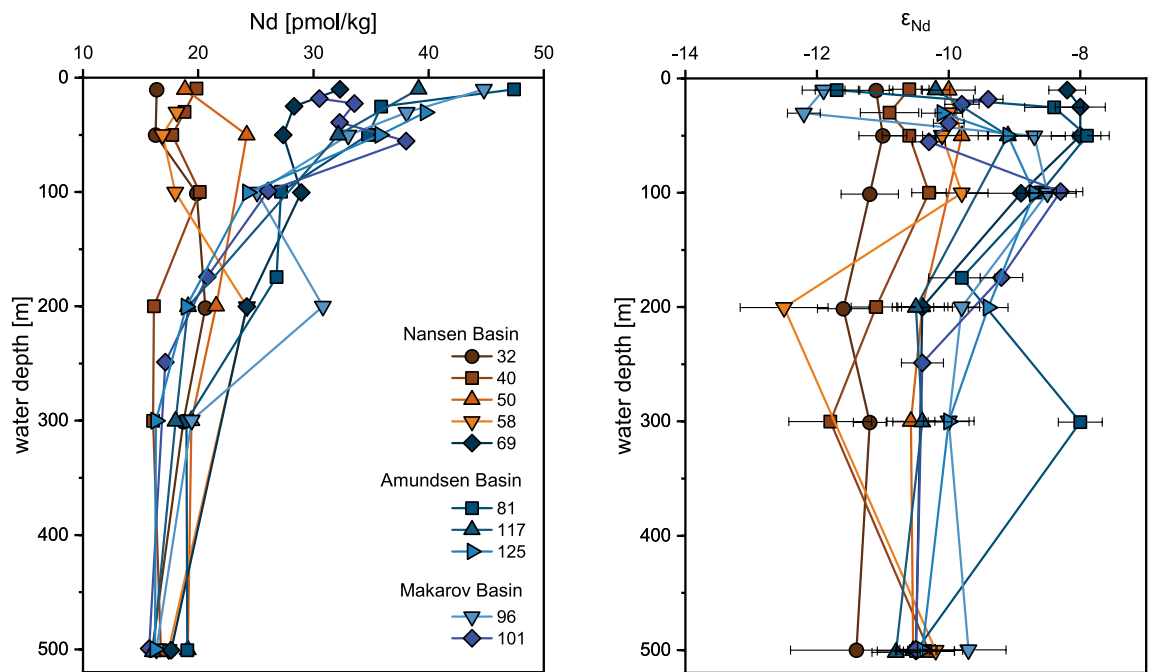 Nd [pmol/kg]
10 20 30 40 50
0
100
200
300
400
500
water depth [m]
Nansen Basin
32
40
50
58
69
Amundsen Basin
81
117
125
Makarov Basin
96
101
εNd
-14 -12 -10 -8
0
100
200
300
400
500
water depth [m]